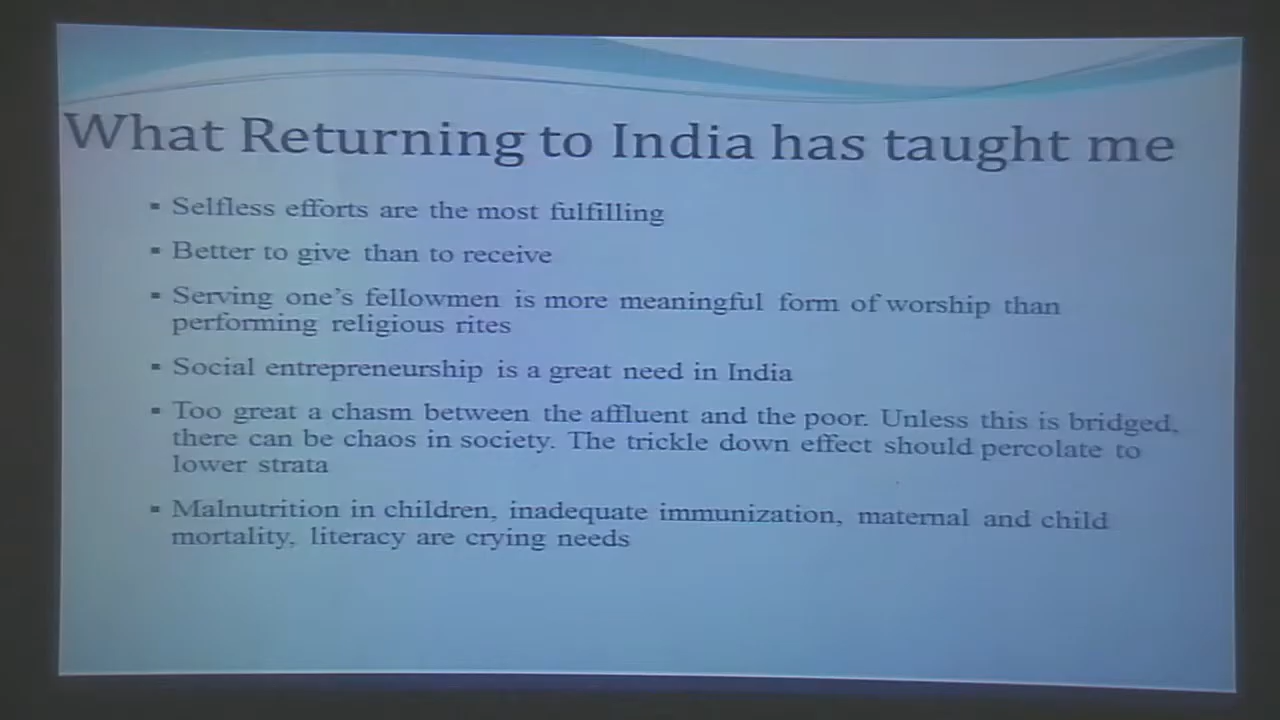 What Returning to India has taught me
▪ Selfless efforts are the most fulfilling
▪ Better to give than to receive
▪ Serving one's fellowmen is more meaningful form of worship than
performing religious rites
▪ Social entrepreneurship is a great need in India
▪ Too great a chasm between the affluent and the poor. Unless this is bridged,
there can be chaos in society. The trickle down effect should percolate to
lower strata
▪ Malnutrition in children, inadequate immunization, maternal and child
mortality, literacy are crying needs